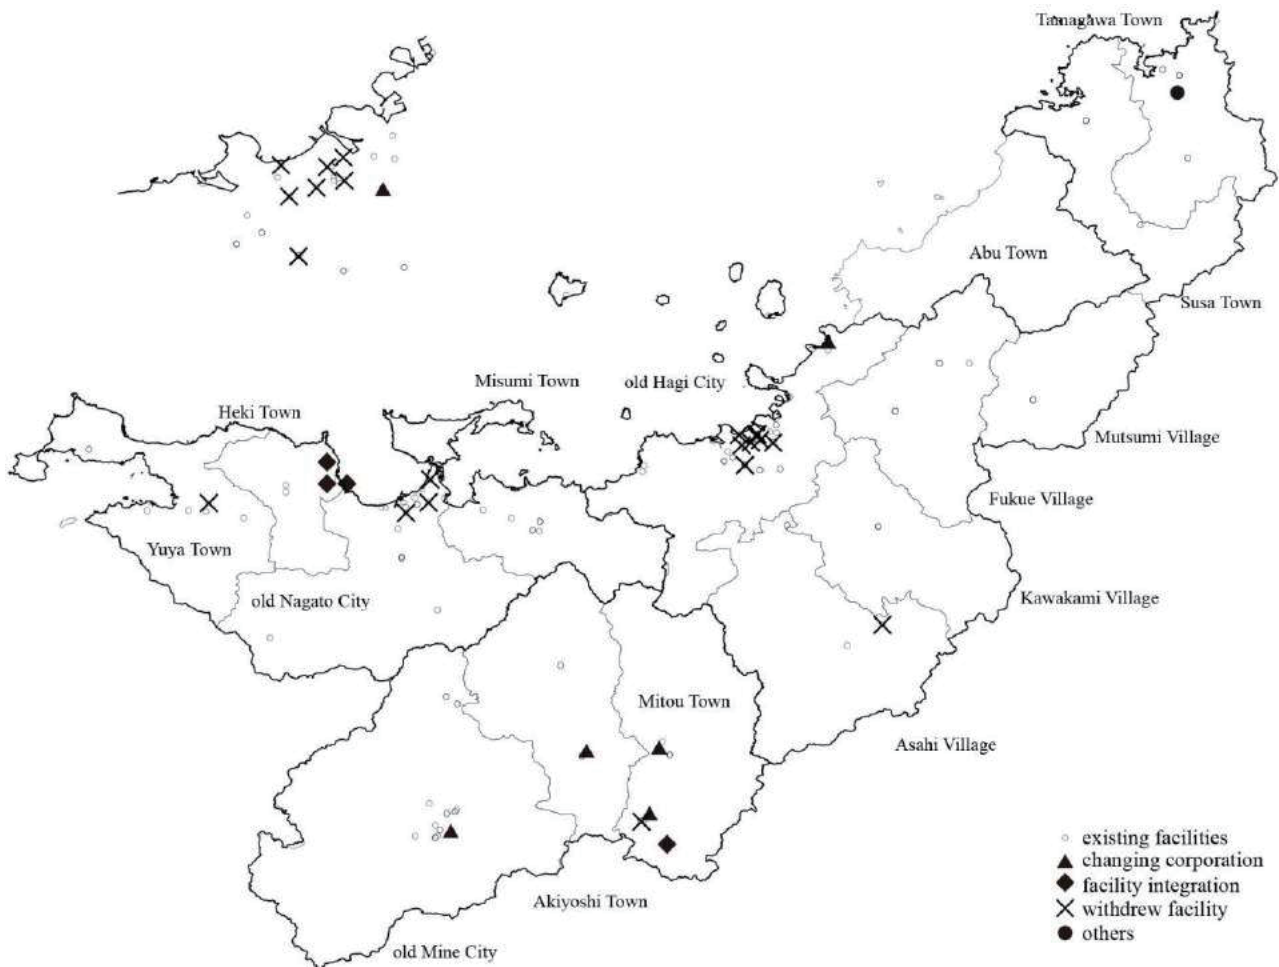 Tamagawa Town
Abu Town
Susa Town
Misumi Town
old Hagi City
Heki Town
Mutsumi Village
Fukue Village
Yuya Town
old Nagato City
Kawakami Village
Mitou Town
Asahi Village
Akiyoshi Town
old Mine City
existing facilities
changing corporation
facility integration
withdrew facility
others